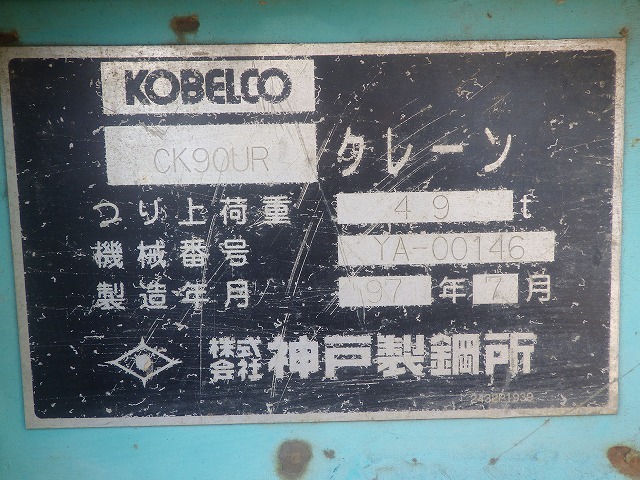 KOBELCO
CK90UR クレーン
つり上荷重 4 9 t
機械番号 YA-00146
製造年月 97 年 7 月
株式会社 神戸製鋼所